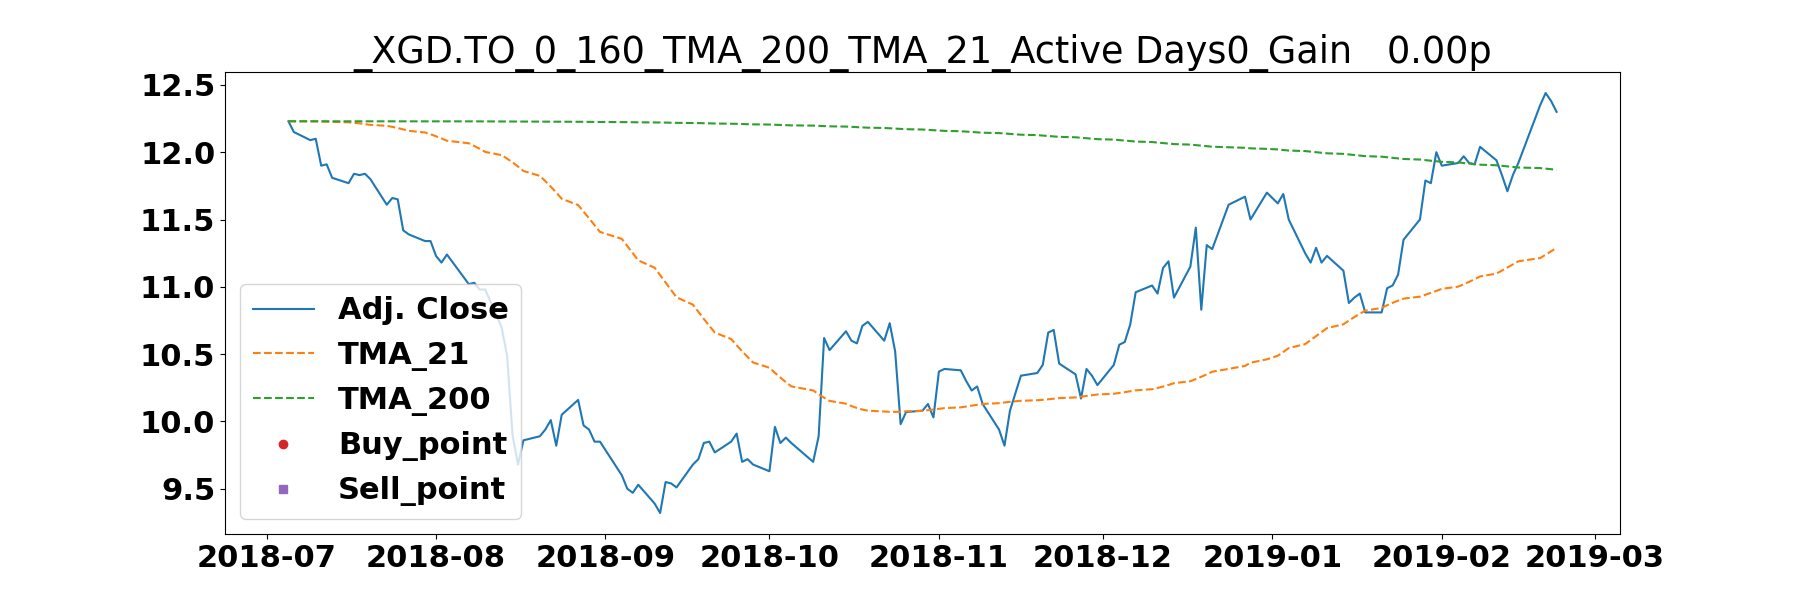 _XGD.TO_0_160_TMA_200_TMA_21_Active Days0_Gain   0.00p
12.5
12.0
11.5
11.0
10.5
10.0
9.5
Adj. Close
TMA_21
TMA_200
Buy_point
Sell_point
2018-07 2018-08 2018-09 2018-10 2018-11 2018-12 2019-01 2019-02 2019-03